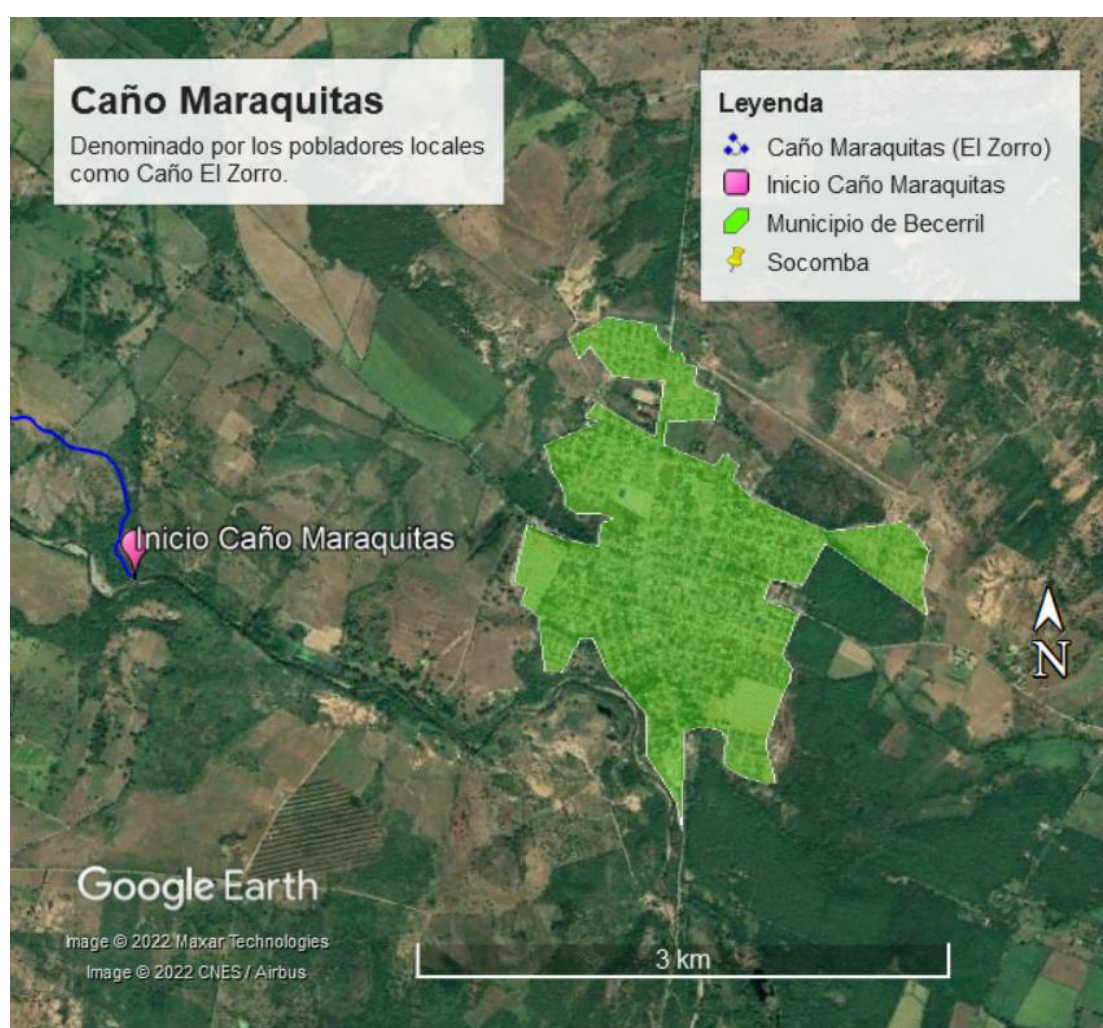 Caño Maraquitas
Denominado por los pobladores locales
como Caño El Zorro.
Leyenda
Caño Maraquitas (El Zorro)
Inicio Caño Maraquitas
Municipio de Becerril
Socomba
Inicio Caño Maraquitas
N
Google Earth
Image © 2022 Maxar Technologies
Image © 2022 CNES / Airbus
3 km